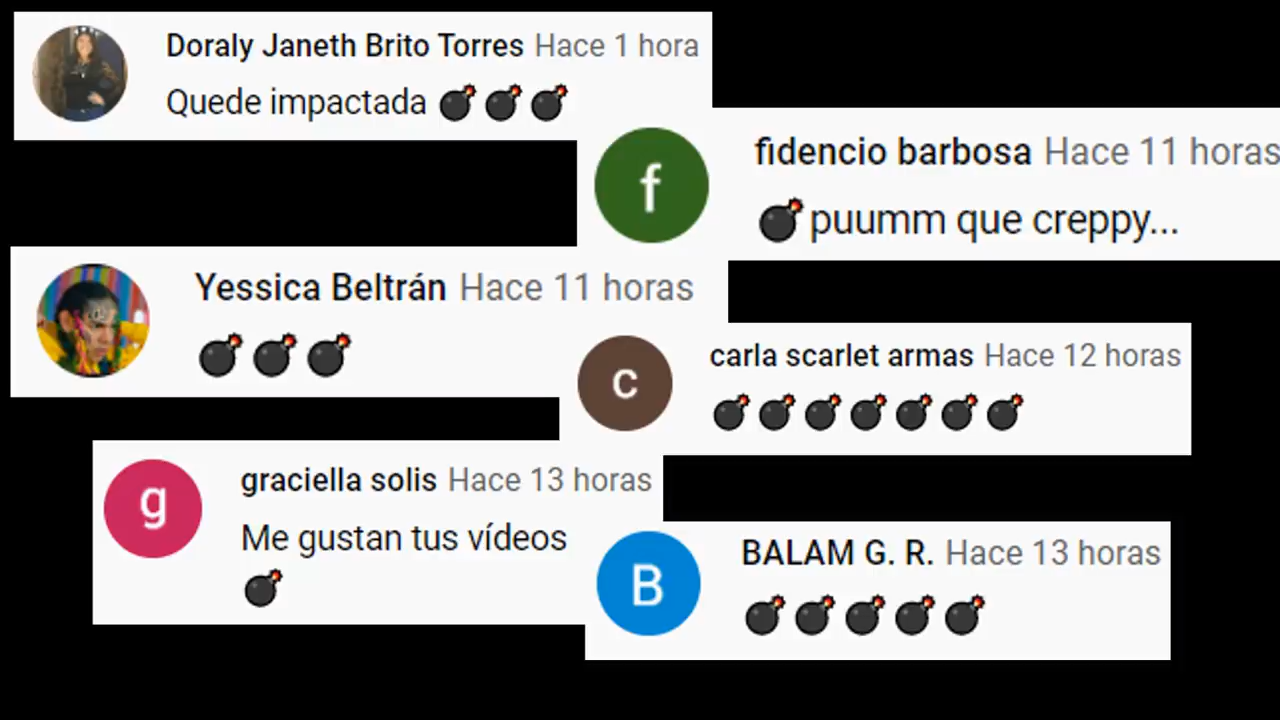 Doraly Janeth Brito Torres Hace 1 hora
Quede impactada 💣💣💣
f
fidencio barbosa Hace 11 horas
💣puumm que creppy...
Yessica Beltrán Hace 11 horas
💣💣💣
c
carla scarlet armas Hace 12 horas
💣💣💣💣💣💣💣
g
graciella solis Hace 13 horas
Me gustan tus vídeos
💣
B
BALAM G. R. Hace 13 horas
💣💣💣💣💣